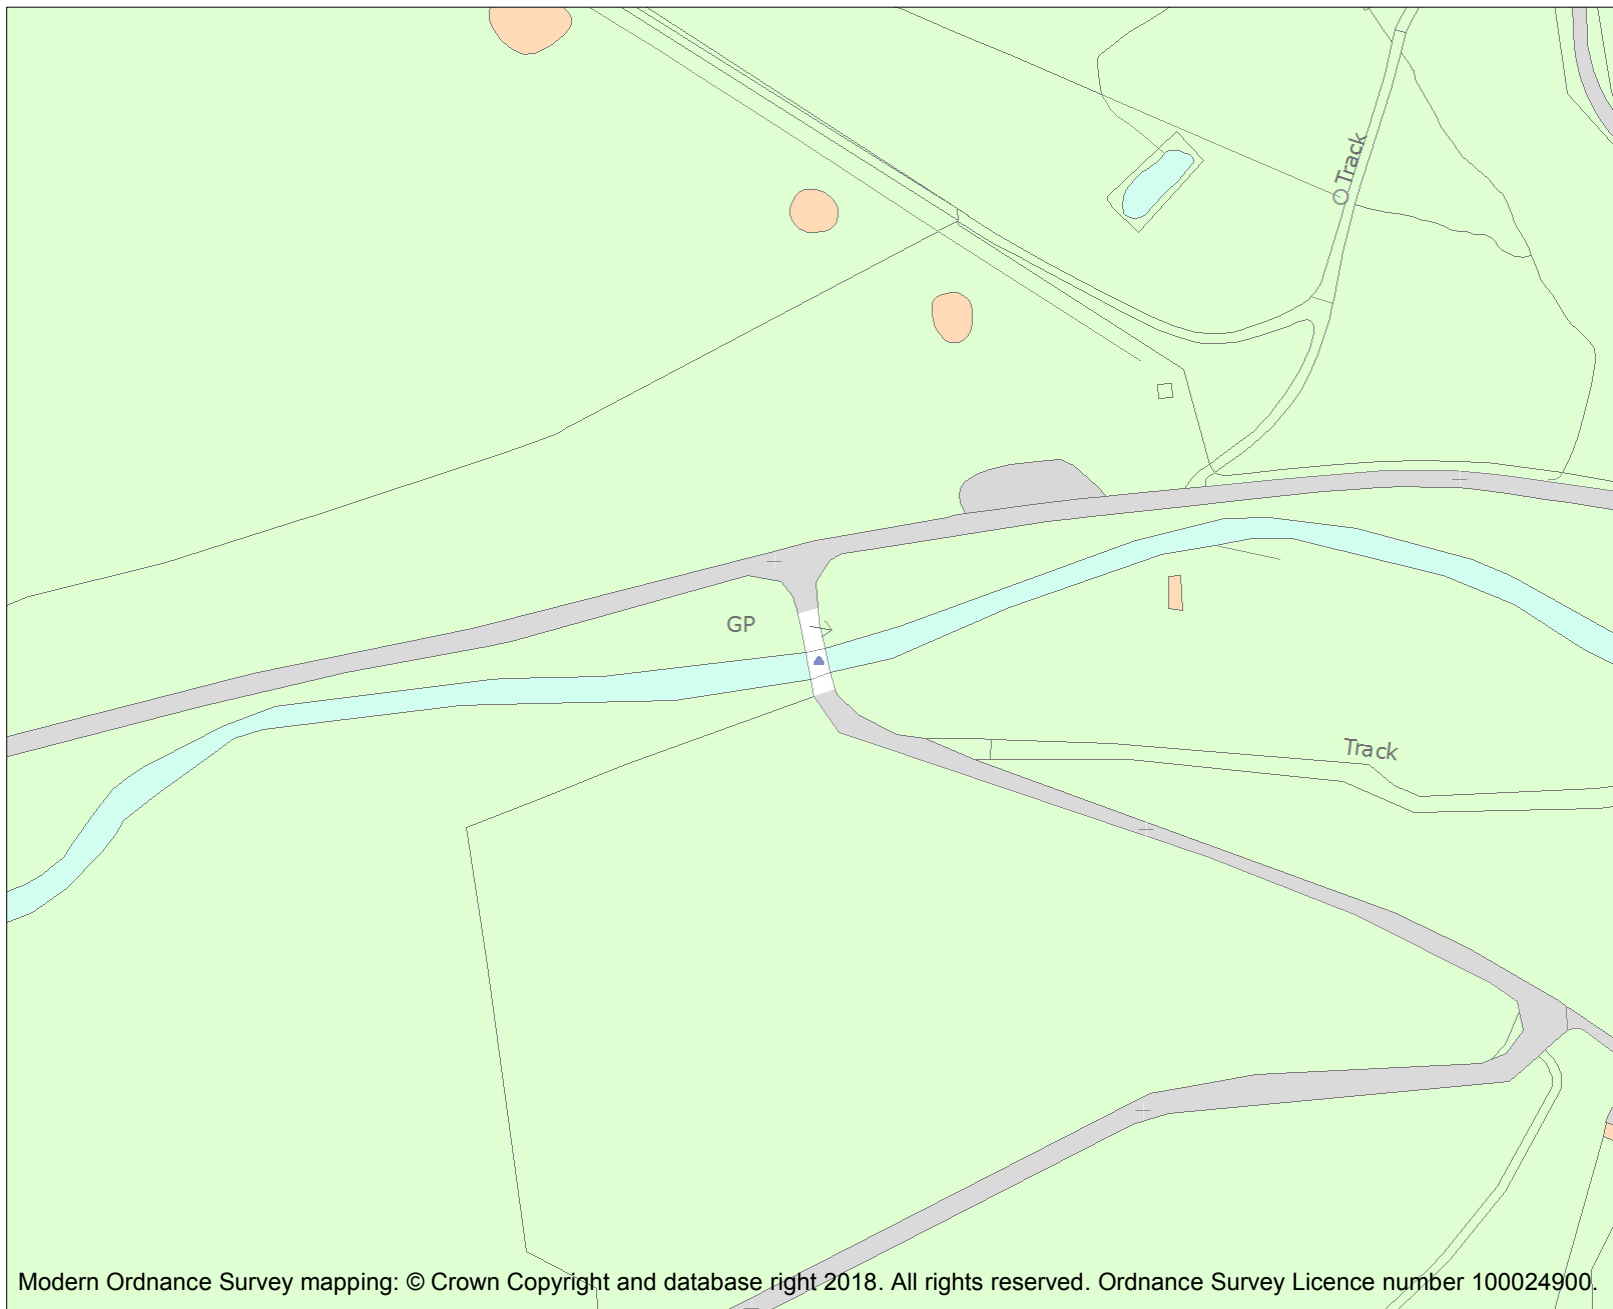 Track
GP
Track
Modern Ordnance Survey mapping: © Crown Copyright and database right 2018. All rights reserved. Ordnance Survey Licence number 100024900.